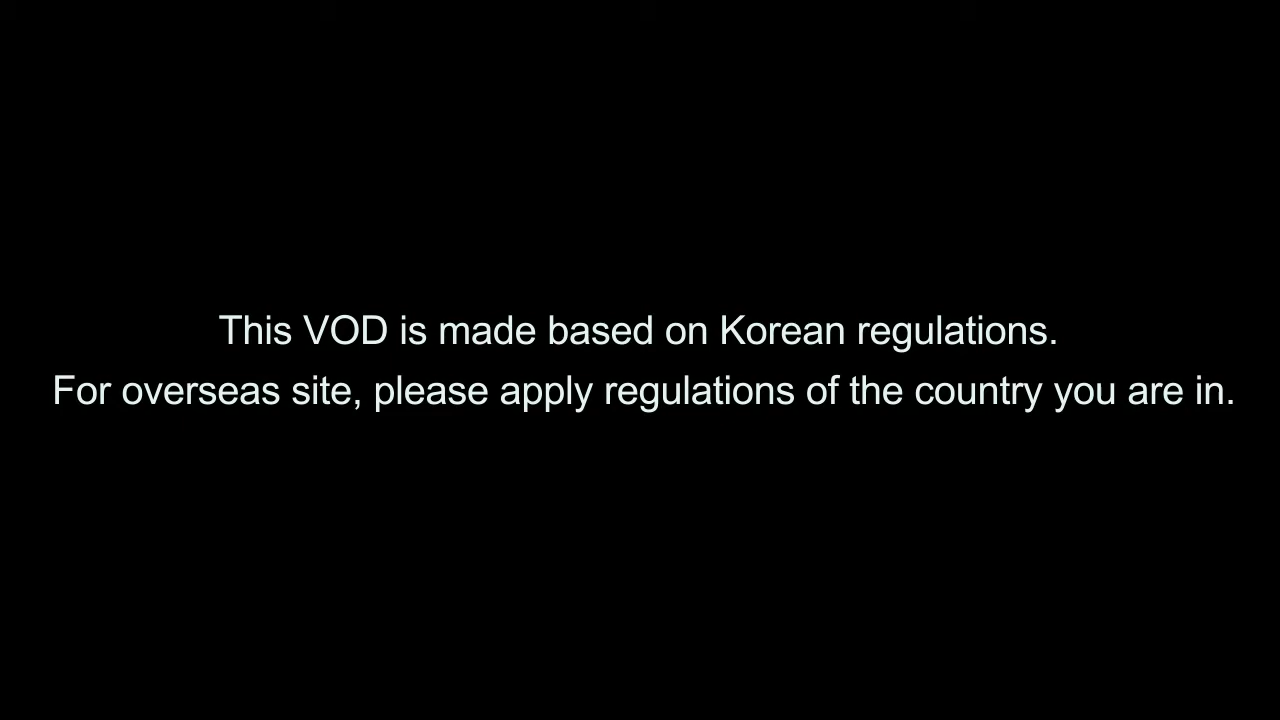 This VOD is made based on Korean regulations.
For overseas site, please apply regulations of the country you are in.